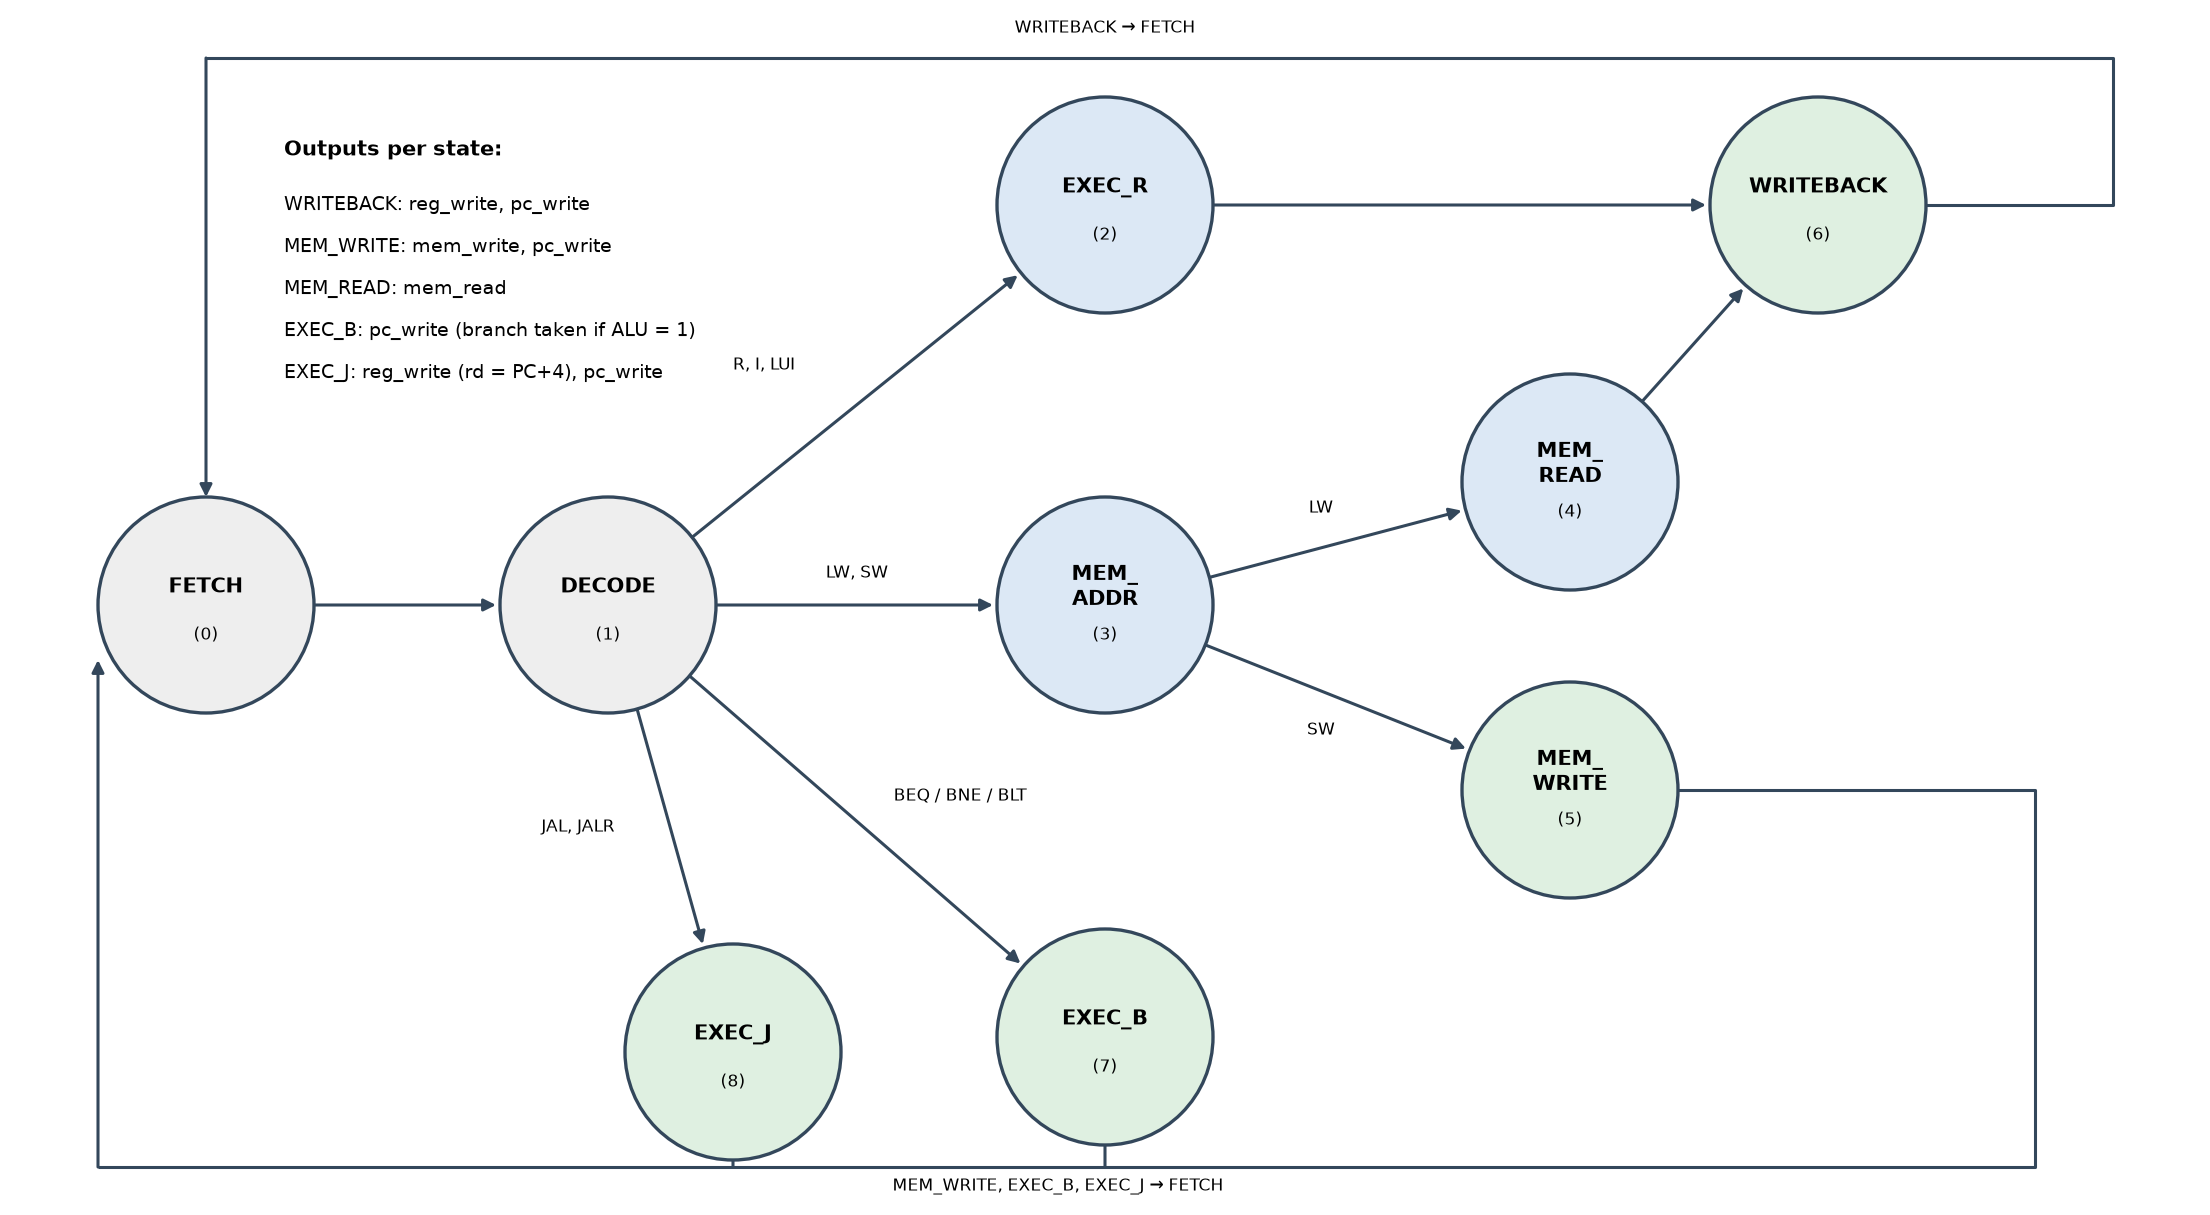 WRITEBACK → FETCH
Outputs per state:
WRITEBACK: reg_write, pc_write
MEM_WRITE: mem_write, pc_write
MEM_READ: mem_read
EXEC_B: pc_write (branch taken if ALU = 1)
EXEC_J: reg_write (rd = PC+4), pc_write
EXEC_R
(2)
WRITEBACK
(6)
R, I, LUI
MEM_
READ
(4)
LW
FETCH
(0)
DECODE
(1)
LW, SW
MEM_
ADDR
(3)
SW
MEM_
WRITE
(5)
BEQ / BNE / BLT
JAL, JALR
EXEC_J
(8)
EXEC_B
(7)
MEM_WRITE, EXEC_B, EXEC_J → FETCH